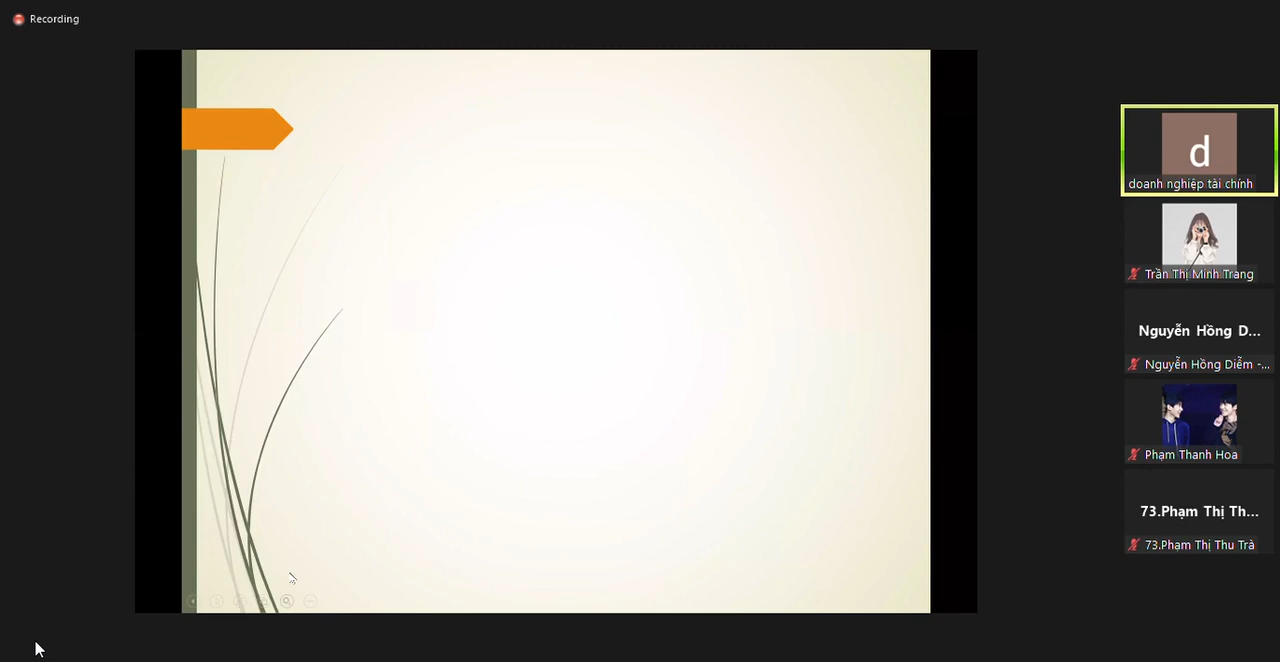 Recording
d
doanh nghiệp tài chính
Trần Thị Minh Trang
Nguyễn Hồng D...
Nguyễn Hồng Diễm -...
Phạm Thanh Hoa
73.Phạm Thị Th...
73.Phạm Thị Thu Trà